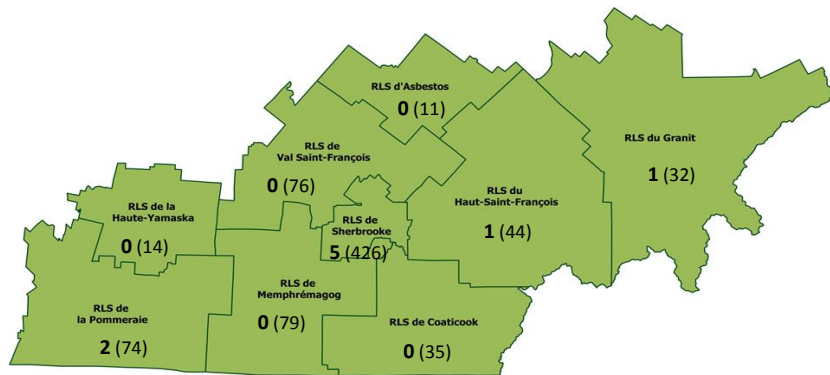 RLS d'Asbestos
0 (11)
RLS du Granit
1 (32)
RLS de
Val Saint-François
0 (76)
RLS du
Haut-Saint-François
1 (44)
RLS de la
Haute-Yamaska
0 (14)
RLS de
Sherbrooke
5 (426)
RLS de
Memphrémagog
0 (79)
RLS de
la Pommeraie
2 (74)
RLS de Coaticook
0 (35)